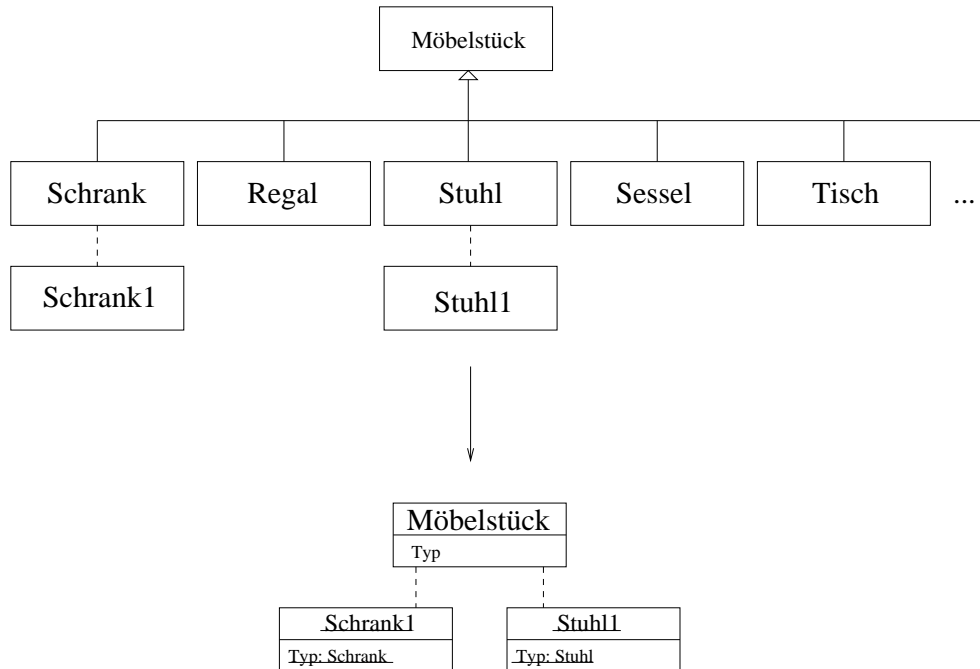 Möbelstück
Schrank Regal Stuhl Sessel Tisch ...
Schrank1 Stuhl1
Möbelstück
Typ
Schrank1 Stuhl1
Typ: Schrank Typ: Stuhl